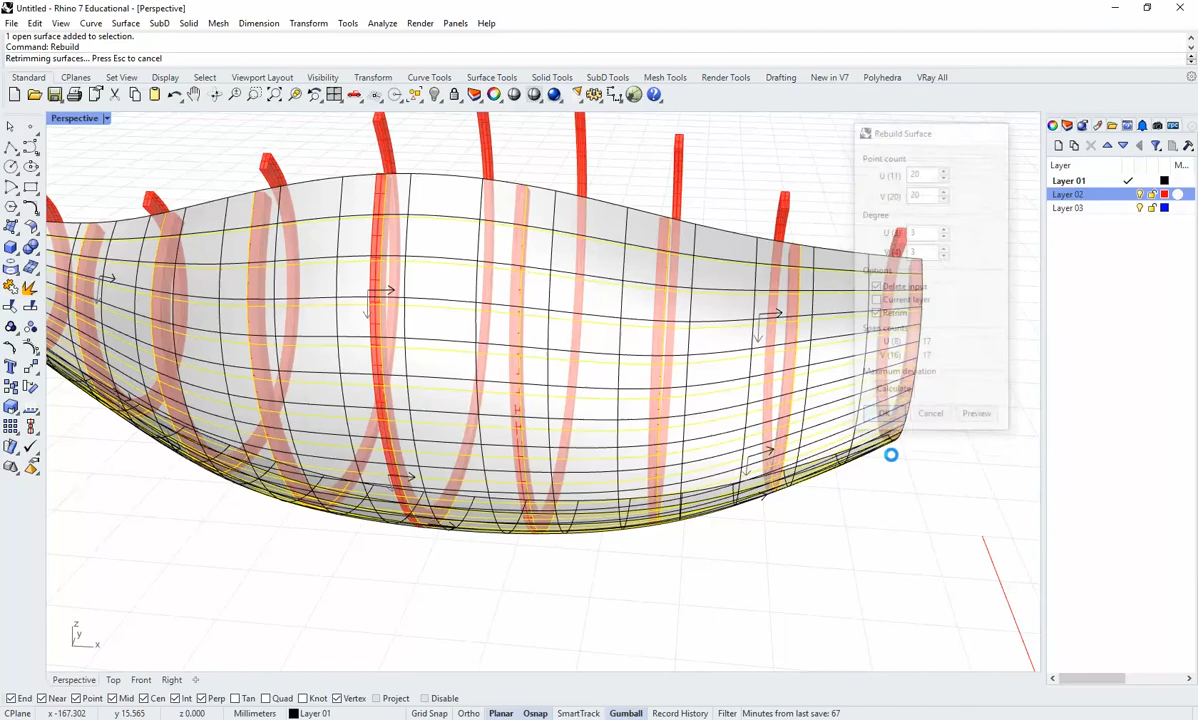 Untitled - Rhino 7 Educational - [Perspective]
File Edit View Curve Surface SubD Solid Mesh Dimension Transform Tools Analyze Render Panels Help
1 open surface added to selection.
Command: Rebuild
Retrimming surfaces... Press Esc to cancel
Standard CPlanes Set View Display Select Viewport Layout Visibility Transform Curve Tools Surface Tools Solid Tools SubD Tools Mesh Tools Render Tools Drafting New in V7 Polyhedra VRay All
Perspective
Rebuild Surface
Point count
U (11) 20
V (20) 20
Degree
U (3) 3
3
Options
Delete input
Current layer
Retrim
Span counts
U (8) 17
V (16) 17
Maximum deviation
Calculate
OK Cancel Preview
Layer M...
Layer 01
Layer 02
Layer 03
z
y
x
Perspective Top Front Right
End Near Point Mid Cen Int Perp Tan Quad Knot Vertex Project Disable
CPlane x -167.302 y 15.565 z 0.000 Millimeters Layer 01 Grid Snap Ortho Planar Osnap SmartTrack Gumball Record History Filter Minutes from last save: 67